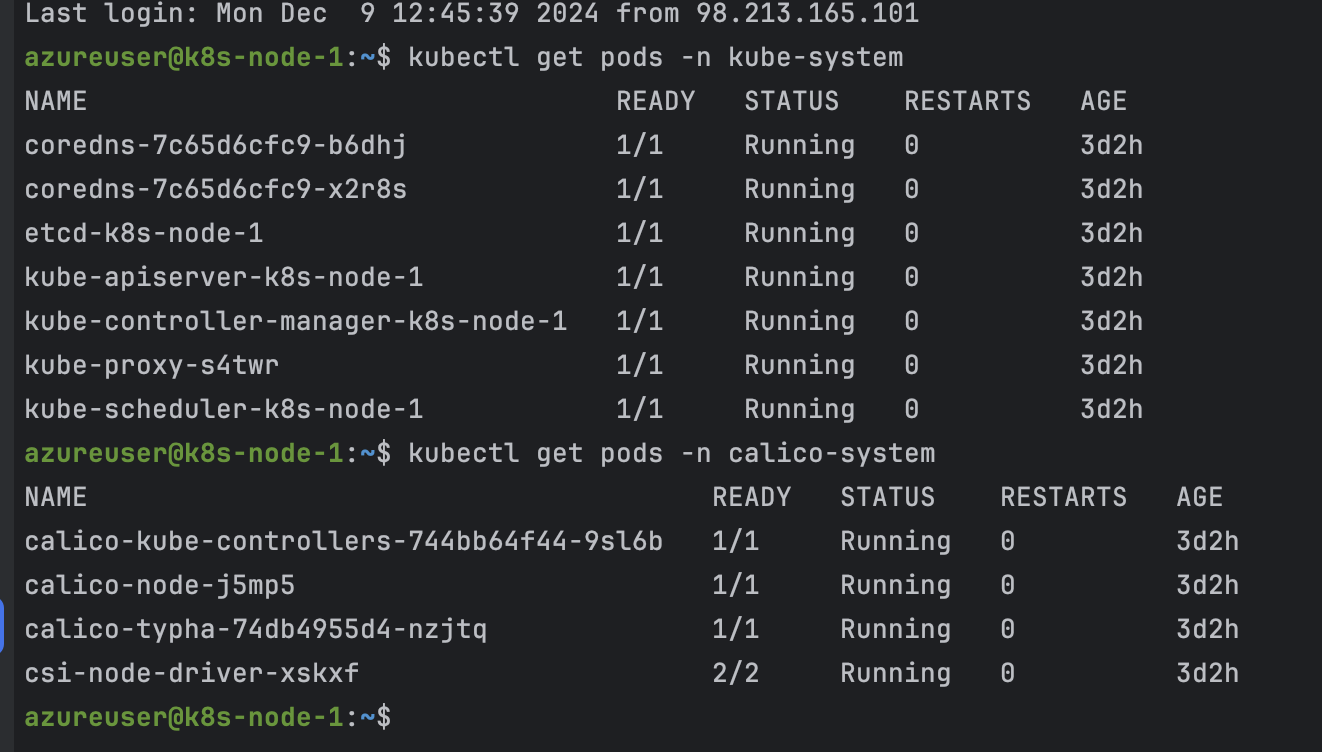 Last login: Mon Dec  9 12:45:39 2024 from 98.213.165.101
azureuser@k8s-node-1:~$ kubectl get pods -n kube-system
NAME                                 READY   STATUS    RESTARTS   AGE
coredns-7c65d6cfc9-b6dhj             1/1     Running   0          3d2h
coredns-7c65d6cfc9-x2r8s             1/1     Running   0          3d2h
etcd-k8s-node-1                      1/1     Running   0          3d2h
kube-apiserver-k8s-node-1            1/1     Running   0          3d2h
kube-controller-manager-k8s-node-1   1/1     Running   0          3d2h
kube-proxy-s4twr                     1/1     Running   0          3d2h
kube-scheduler-k8s-node-1            1/1     Running   0          3d2h
azureuser@k8s-node-1:~$ kubectl get pods -n calico-system
NAME                                       READY   STATUS    RESTARTS   AGE
calico-kube-controllers-744bb64f44-9sl6b   1/1     Running   0          3d2h
calico-node-j5mp5                          1/1     Running   0          3d2h
calico-typha-74db4955d4-nzjtq              1/1     Running   0          3d2h
csi-node-driver-xskxf                      2/2     Running   0          3d2h
azureuser@k8s-node-1:~$